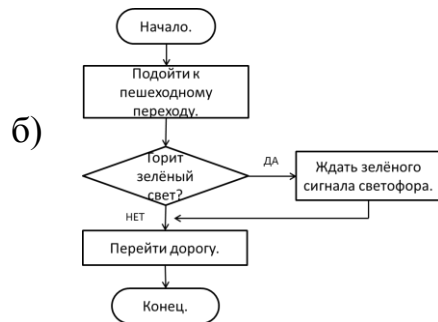 Начало.
Подойти к
пешеходному
переходу.
б)
Горит
зелёный
свет?
ДА
Ждать зелёного
сигнала светофора.
НЕТ
Перейти дорогу.
Конец.